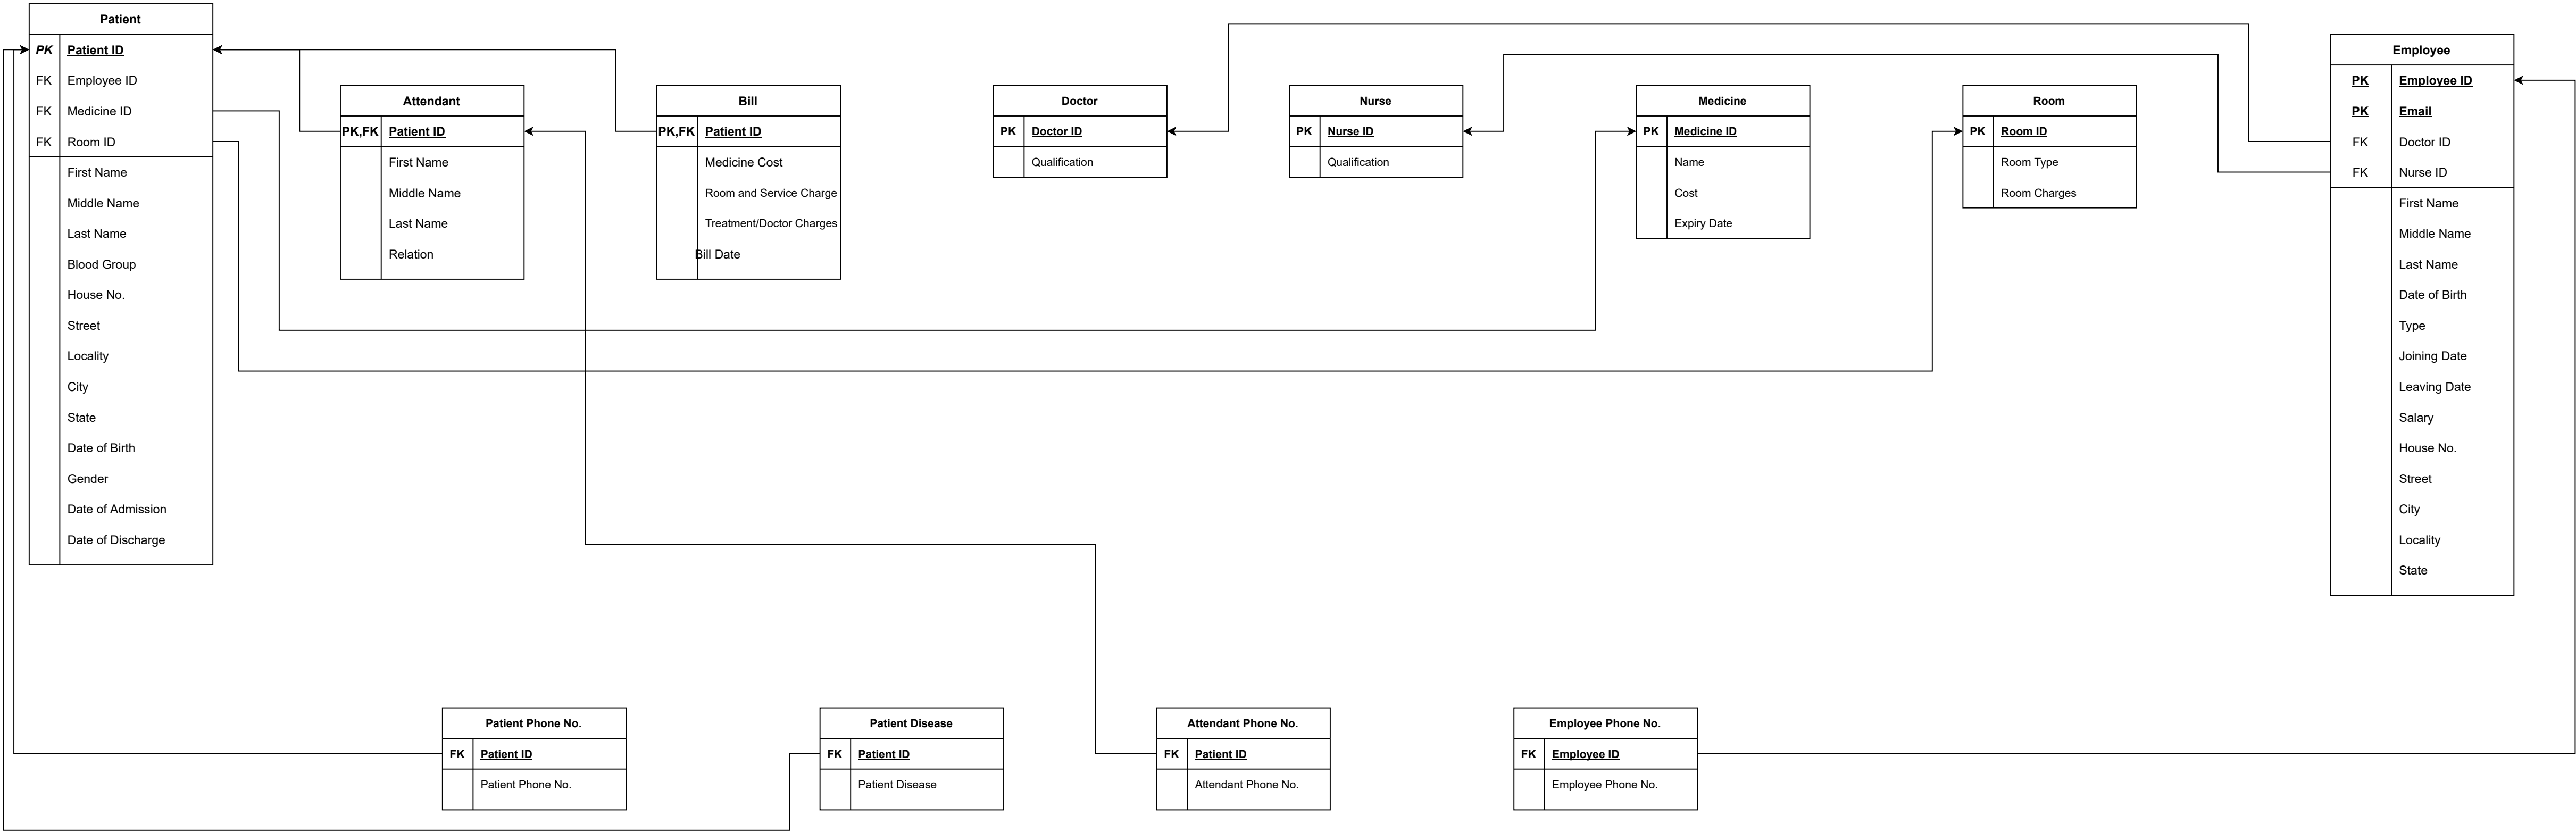 Patient
PK Patient ID
FK Employee ID
FK Medicine ID
FK Room ID
First Name
Middle Name
Last Name
Blood Group
House No.
Street
Locality
City
State
Date of Birth
Gender
Date of Admission
Date of Discharge
Attendant
PK,FK Patient ID
First Name
Middle Name
Last Name
Relation
Bill
PK,FK Patient ID
Medicine Cost
Room and Service Charge
Treatment/Doctor Charges
Bill Date
Doctor
PK Doctor ID
Qualification
Nurse
PK Nurse ID
Qualification
Medicine
PK Medicine ID
Name
Cost
Expiry Date
Room
PK Room ID
Room Type
Room Charges
Employee
PK Employee ID
PK Email
FK Doctor ID
FK Nurse ID
First Name
Middle Name
Last Name
Date of Birth
Type
Joining Date
Leaving Date
Salary
House No.
Street
City
Locality
State
Patient Phone No.
FK Patient ID
Patient Phone No.
Patient Disease
FK Patient ID
Patient Disease
Attendant Phone No.
FK Patient ID
Attendant Phone No.
Employee Phone No.
FK Employee ID
Employee Phone No.